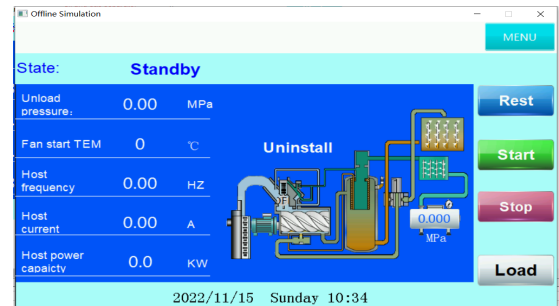 Offline Simulation
MENU
State: Standby
Unload pressure: 0.00 MPa
Fan start TEM 0 ℃
Host frequency 0.00 HZ
Host current 0.00 A
Host power capaicty 0.0 KW
Uninstall
F
0.000
MPa
Rest
Start
Stop
Load
2022/11/15 Sunday 10:34